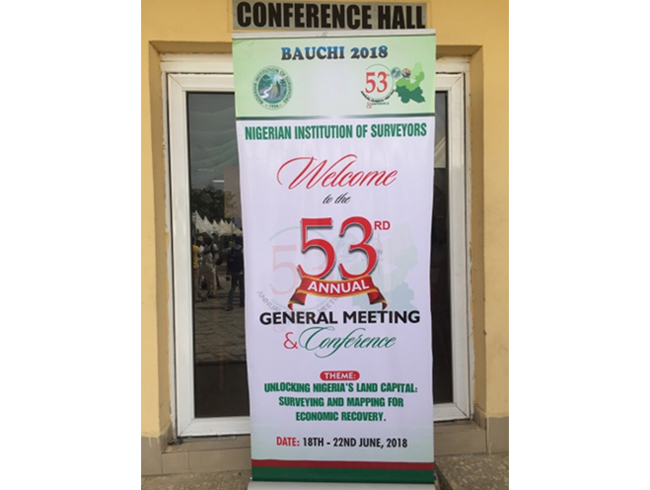 CONFERENCE HALL
BAUCHI 2018
53RD
NIGERIAN INSTITUTION OF SURVEYORS
Welcome
to the
53RD
ANNUAL
GENERAL MEETING
& Conference
THEME:
UNLOCKING NIGERIA'S LAND CAPITAL:
SURVEYING AND MAPPING FOR
ECONOMIC RECOVERY.
DATE: 18TH - 22ND JUNE, 2018